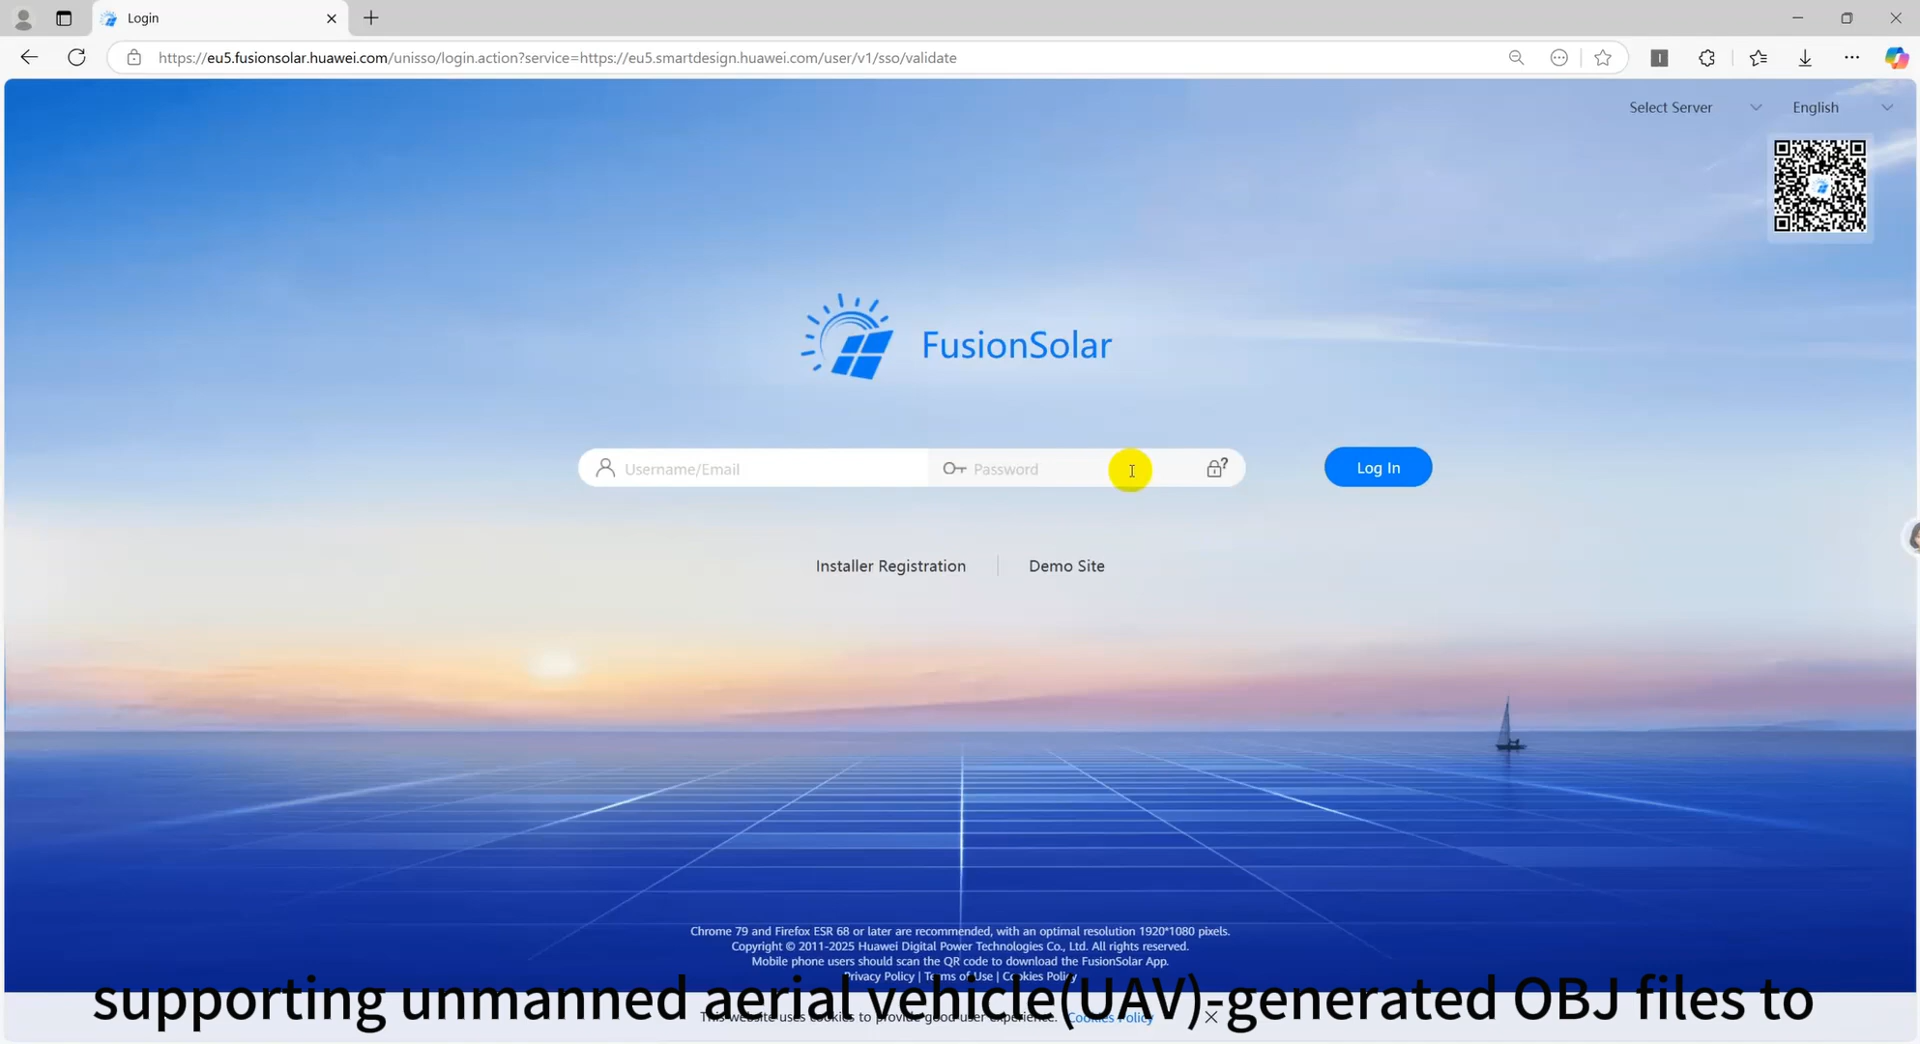 Login
https://eu5.fusionsolar.huawei.com/unisso/login.action?service=https://eu5.smartdesign.huawei.com/user/v1/sso/validate
Select Server
English
FusionSolar
Username/Email
Password
Log In
Installer Registration
Demo Site
Chrome 79 and Firefox ESR 68 or later are recommended, with an optimal resolution 1920*1080 pixels.
Copyright © 2011-2025 Huawei Digital Power Technologies Co., Ltd. All rights reserved.
Mobile phone users should scan the QR code to download the FusionSolar App.
Privacy Policy | Terms of Use | Cookies Policy
supporting unmanned aerial vehicle(UAV)-generated OBJ files to
This website uses cookies to provide good user experience. Cookies Policy